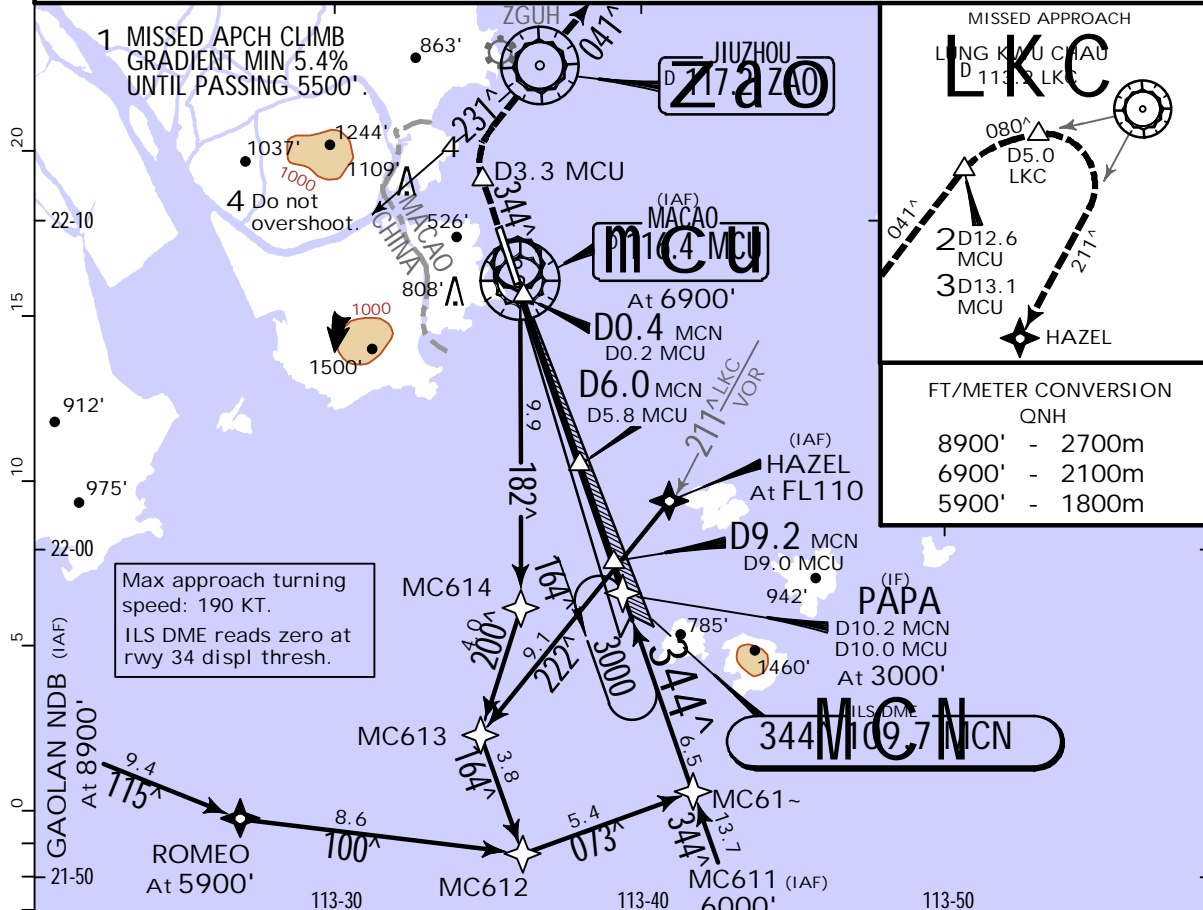 1 MISSED APCH CLIMB
GRADIENT MIN 5.4%
UNTIL PASSING 5500'.
863'
ZGUH
041^
JIUZHOU
D 117.2 ZAO
zao
MISSED APPROACH
LUNG KWU CHAU
D 113.2 LKC
LKC
080^
D5.0
LKC
041^
2 D12.6
MCU
3 D13.1
MCU
211^
HAZEL
FT/METER CONVERSION
QNH
8900' - 2700m
6900' - 2100m
5900' - 1800m
231^
4
1244'
1037'
1109'
1000
D3.3 MCU
344^
4 Do not
overshoot.
MACAO
CHINA
526'
808'
(IAF)
MACAO
D 116.4 MCU
mcu
At 6900'
D0.4 MCN
D0.2 MCU
1000
1500'
D6.0 MCN
D5.8 MCU
9.9
182^
211^ LKC
VOR
912'
975'
(IAF)
HAZEL
At FL110
D9.2 MCN
D9.0 MCU
942'
(IF)
PAPA
D10.2 MCN
D10.0 MCU
At 3000'
Max approach turning
speed: 190 KT.
ILS DME reads zero at
rwy 34 displ thresh.
MC614
164^
3000
4.0
200^
9.1
222^
785'
1460'
344^
6.5
ILS DME
344^ 109.7 MCN
MCN
MC613
3.8
164^
GAOLAN NDB (IAF)
At 8900'
9.4
115^
8.6
100^
ROMEO
At 5900'
MC612
5.4
073^
MC61~
344^
13.7
MC611 (IAF)
6000'
20
22-10
15
10
22-00
5
0
21-50
113-30
113-40
113-50